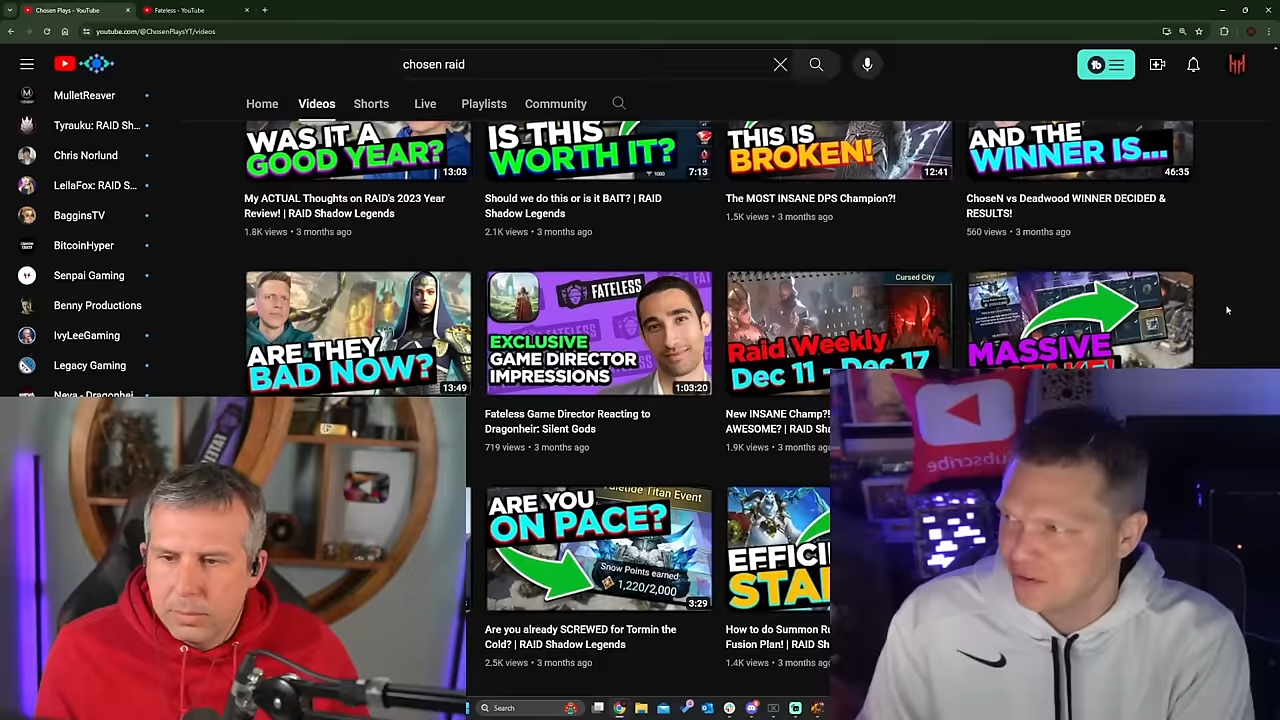 Chosen Plays - YouTube
Fateless - YouTube
youtube.com/@ChosenPlaysYT/videos
chosen raid
Home
Videos
Shorts
Live
Playlists
Community
MulletReaver
Tyrauku: RAID Sh...
Chris Norlund
LellaFox: RAID S...
BagginsTV
BitcoinHyper
Senpai Gaming
Benny Productions
IvyLeeGaming
Legacy Gaming
WAS IT A
GOOD YEAR?
13:03
IS THIS
WORTH IT?
7:13
THIS IS
BROKEN!
12:41
AND THE
WINNER IS...
46:35
My ACTUAL Thoughts on RAID's 2023 Year
Review! | RAID Shadow Legends
1.8K views • 3 months ago
Should we do this or is it BAIT? | RAID
Shadow Legends
2.1K views • 3 months ago
The MOST INSANE DPS Champion?!
1.5K views • 3 months ago
ChoseN vs Deadwood WINNER DECIDED &
RESULTS!
560 views • 3 months ago
ARE THEY
BAD NOW?
13:49
FATELESS
EXCLUSIVE
GAME DIRECTOR
IMPRESSIONS
1:03:20
Cursed City
Raid Weekly
Dec 11 - Dec 17
MASSIVE
Fateless Game Director Reacting to
Dragonheir: Silent Gods
719 views • 3 months ago
New INSANE Champ?!
AWESOME? | RAID Sha
1.9K views • 3 months
ARE YOU
ON PACE?
Titan Event
Snow Points earned:
1,220/2,000
3:29
EFFICI
STA
Are you already SCREWED for Tormin the
Cold? | RAID Shadow Legends
2.5K views • 3 months ago
How to do Summon Ru
Fusion Plan! | RAID Sha
1.4K views • 3 months
Subscribe
Search